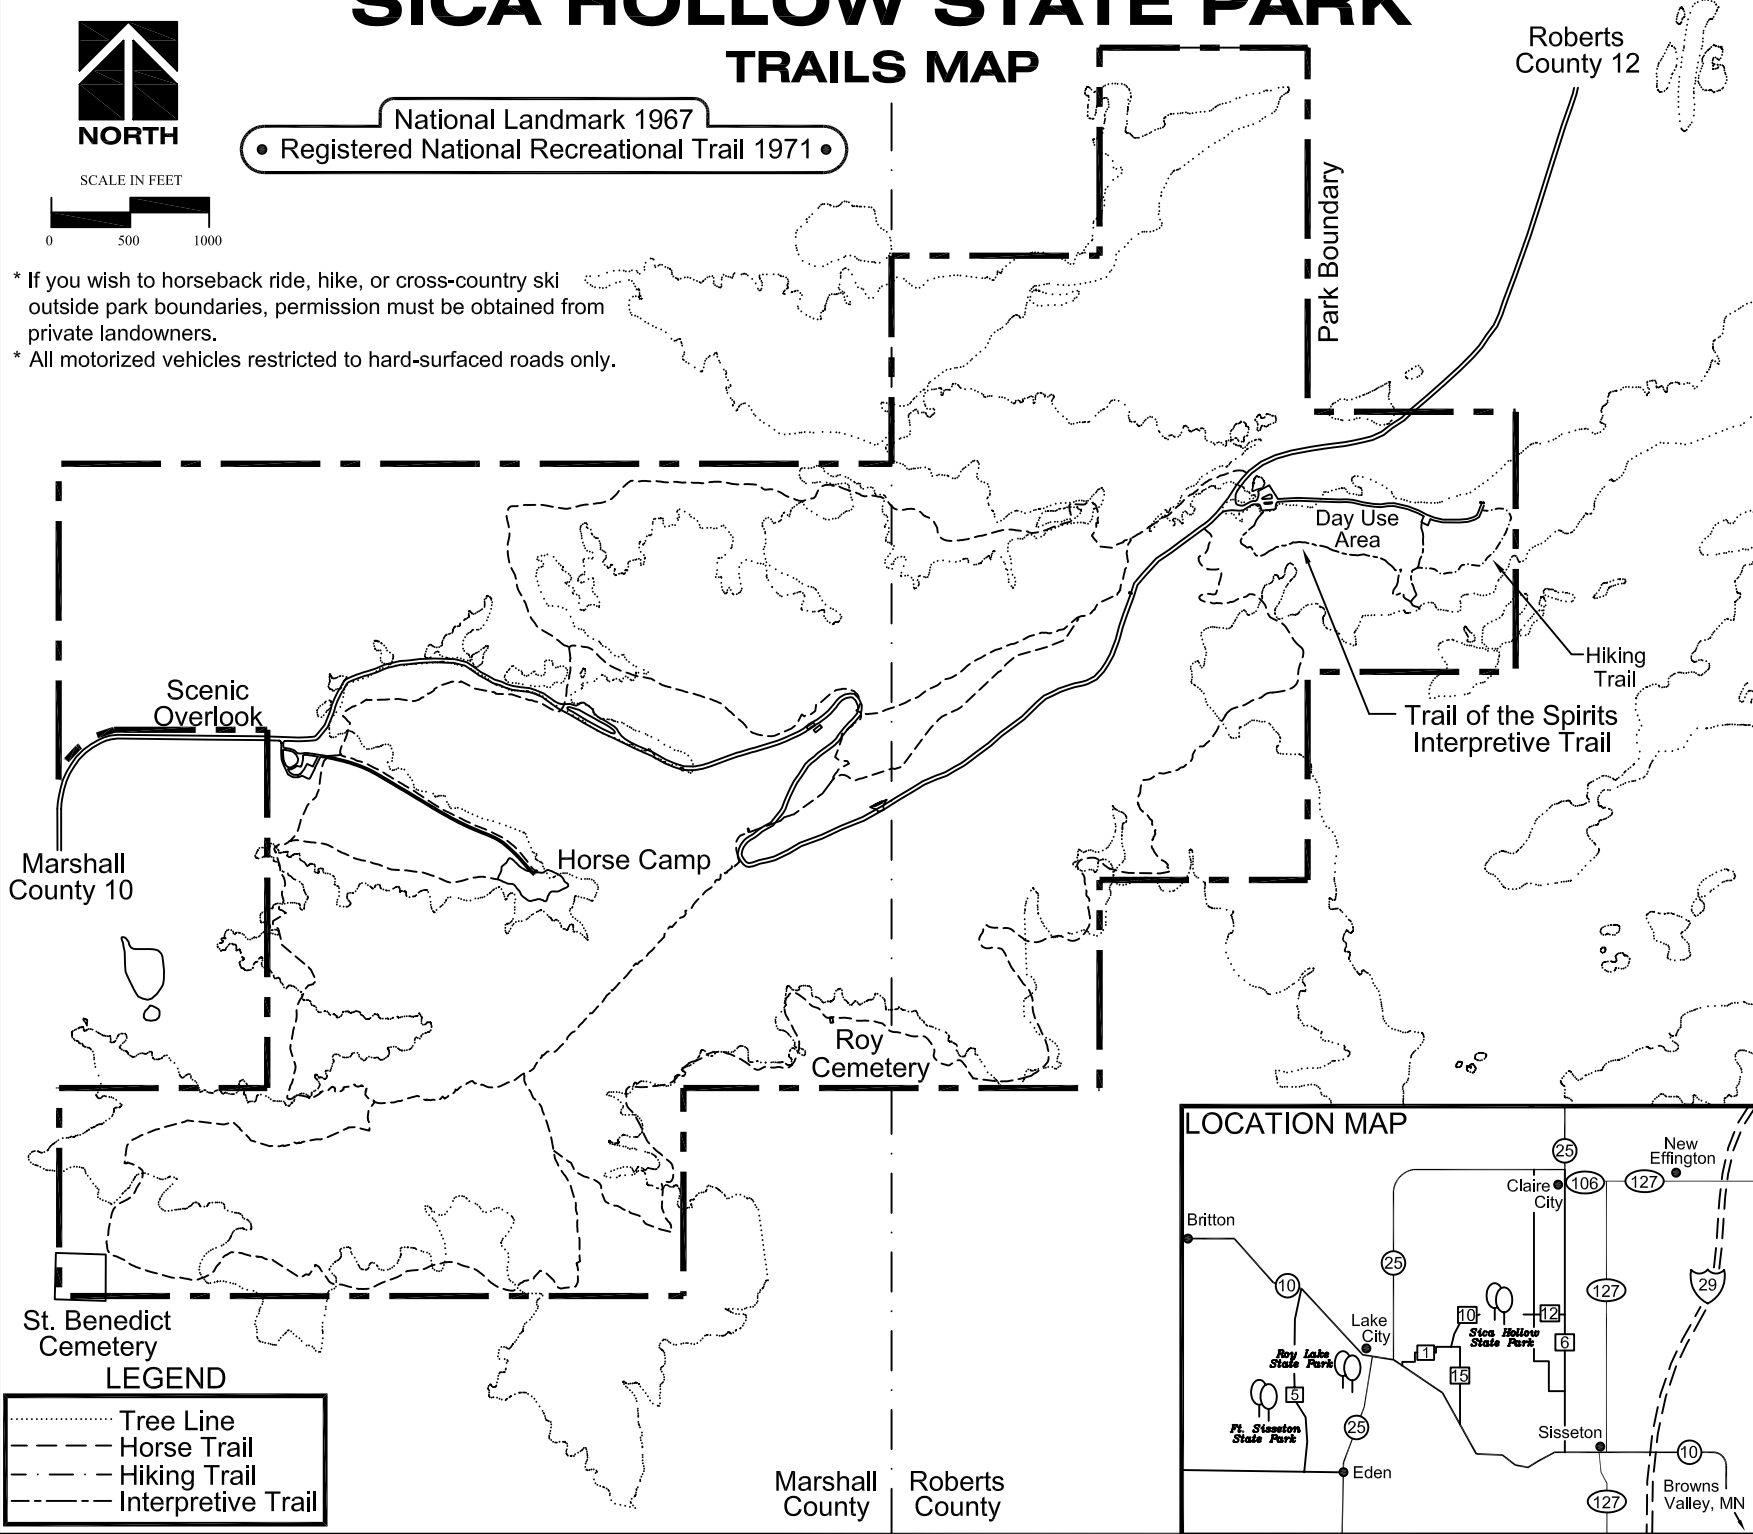 SICA HOLLOW STATE PARK
TRAILS MAP
NORTH
SCALE IN FEET
0 500 1000
National Landmark 1967
• Registered National Recreational Trail 1971 •
* If you wish to horseback ride, hike, or cross-country ski
outside park boundaries, permission must be obtained from
private landowners.
* All motorized vehicles restricted to hard-surfaced roads only.
Roberts
County 12
Park Boundary
Day Use
Area
Hiking
Trail
Trail of the Spirits
Interpretive Trail
Scenic
Overlook
Marshall
County 10
Horse Camp
Roy
Cemetery
St. Benedict
Cemetery
LEGEND
Tree Line
Horse Trail
Hiking Trail
Interpretive Trail
Marshall
County
Roberts
County
LOCATION MAP
25
New
Effington
Claire
City
106
127
Britton
25
10
127
29
Lake
City
10
12
Sica Hollow
State Park
6
1
Roy Lake
State Park
15
5
Ft. Sisseton
State Park
25
Sisseton
10
Eden
127
Browns
Valley, MN